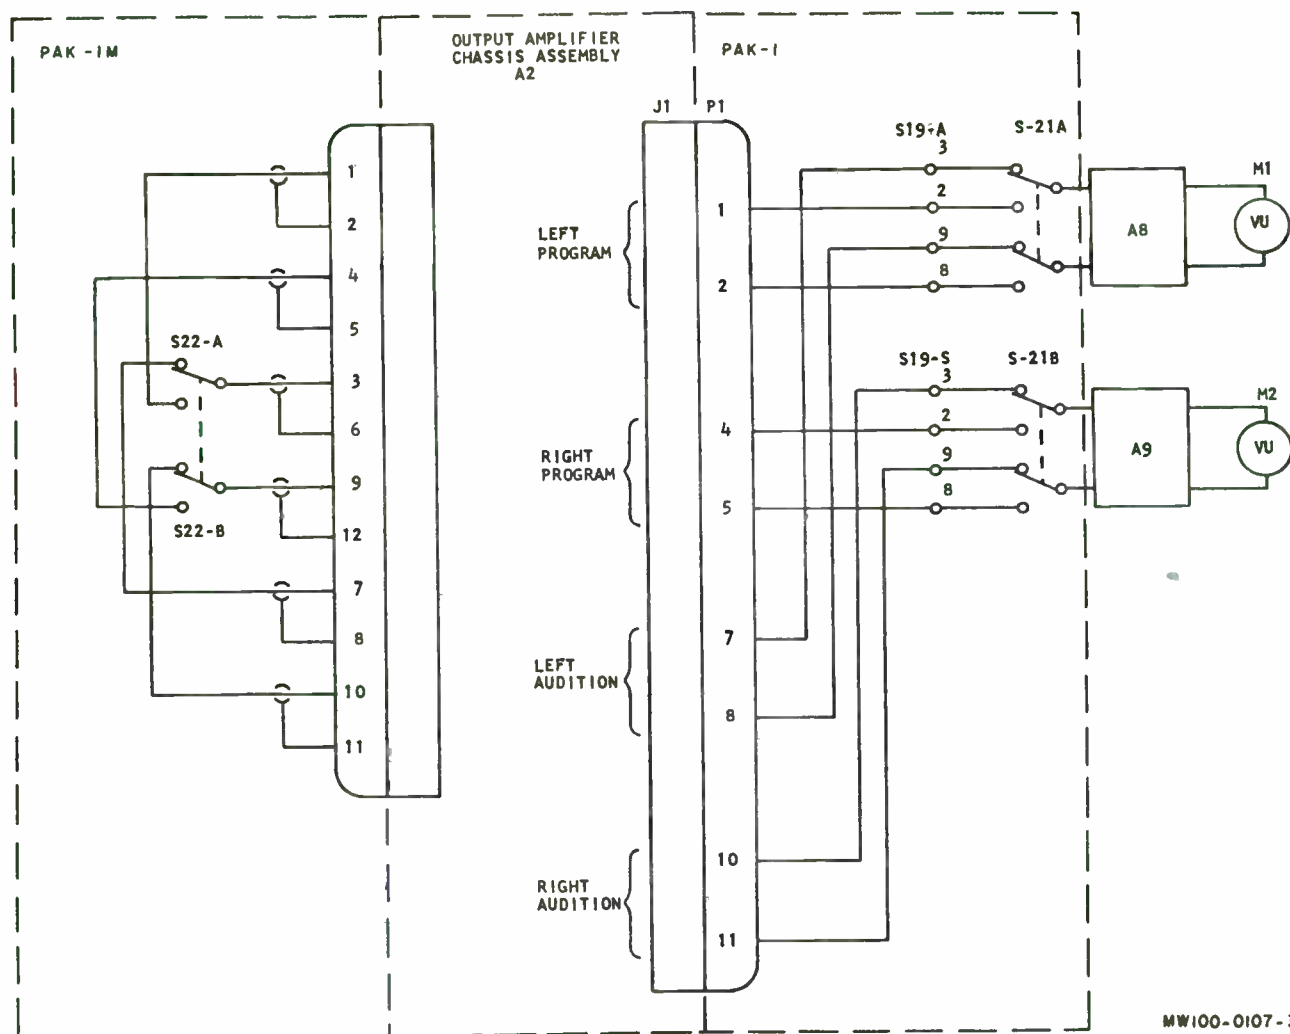 PAK-1M
OUTPUT AMPLIFIER
CHASSIS ASSEMBLY
A2
PAK-1
J1 P1
1
2
4
5
S22-A
3
6
9
12
S22-B
7
8
10
11
LEFT
PROGRAM
1
2
RIGHT
PROGRAM
4
5
LEFT
AUDITION
7
8
RIGHT
AUDITION
10
11
S19-A S-21A
3
2
9
8
A8
M1
VU
S19-S S-21B
3
2
9
8
A9
M2
VU
MW100-0107-